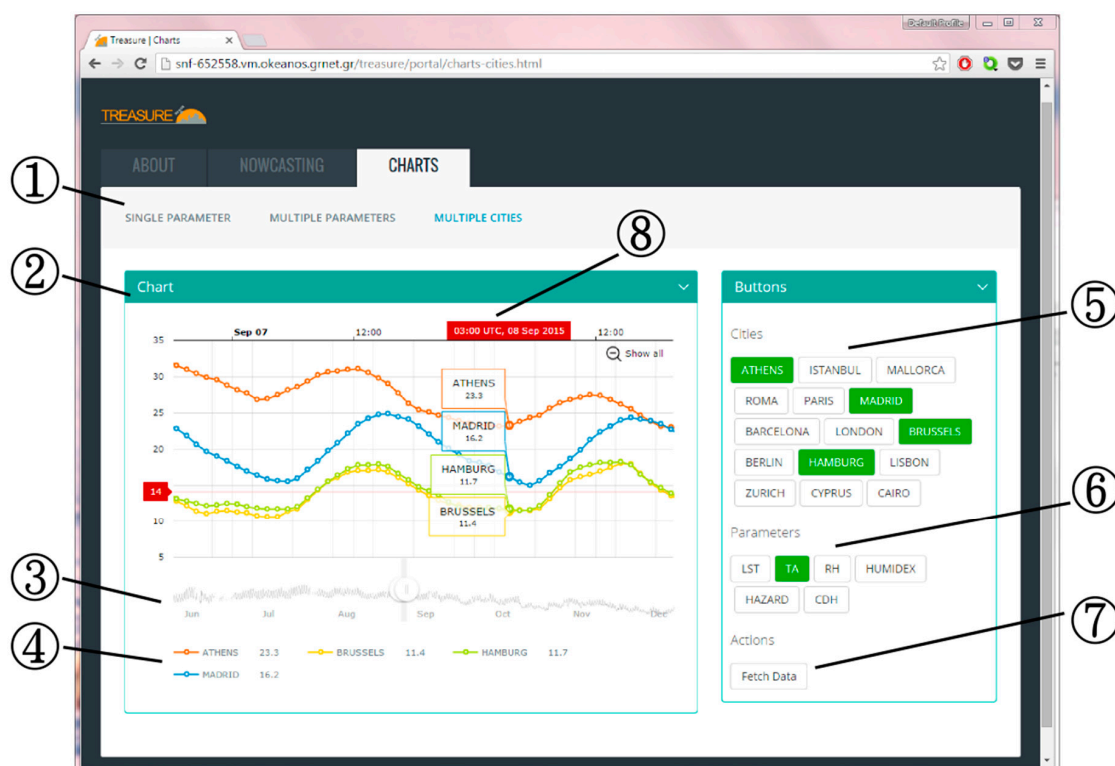 Default Profile
Treasure | Charts
snf-652558.vm.okeanos.grnet.gr/treasure/portal/charts-cities.html
TREASURE
ABOUT NOWCASTING CHARTS
①
SINGLE PARAMETER MULTIPLE PARAMETERS MULTIPLE CITIES
⑧
②
Chart
Sep 07 12:00 03:00 UTC, 08 Sep 2015 12:00
35
Show all
30
25
20
14
10
5
ATHENS
23.3
MADRID
16.2
HAMBURG
11.7
BRUSSELS
11.4
③
Jun Jul Aug Sep Oct Nov Dec
④
ATHENS 23.3 BRUSSELS 11.4 HAMBURG 11.7
MADRID 16.2
Buttons
⑤
Cities
ATHENS ISTANBUL MALLORCA
ROMA PARIS MADRID
BARCELONA LONDON BRUSSELS
BERLIN HAMBURG LISBON
ZURICH CYPRUS CAIRO
⑥
Parameters
LST TA RH HUMIDEX
HAZARD CDH
⑦
Actions
Fetch Data